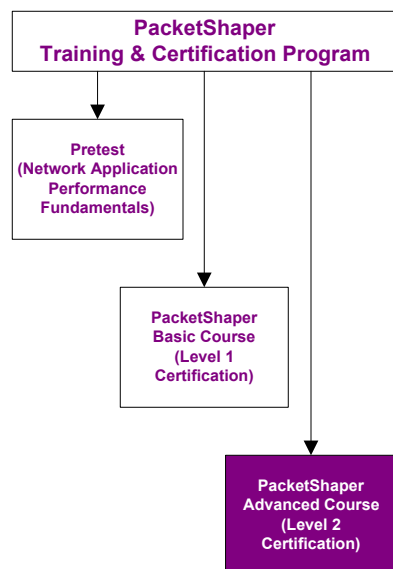 PacketShaper
Training & Certification Program
Pretest
(Network Application
Performance
Fundamentals)
PacketShaper
Basic Course
(Level 1
Certification)
PacketShaper
Advanced Course
(Level 2
Certification)